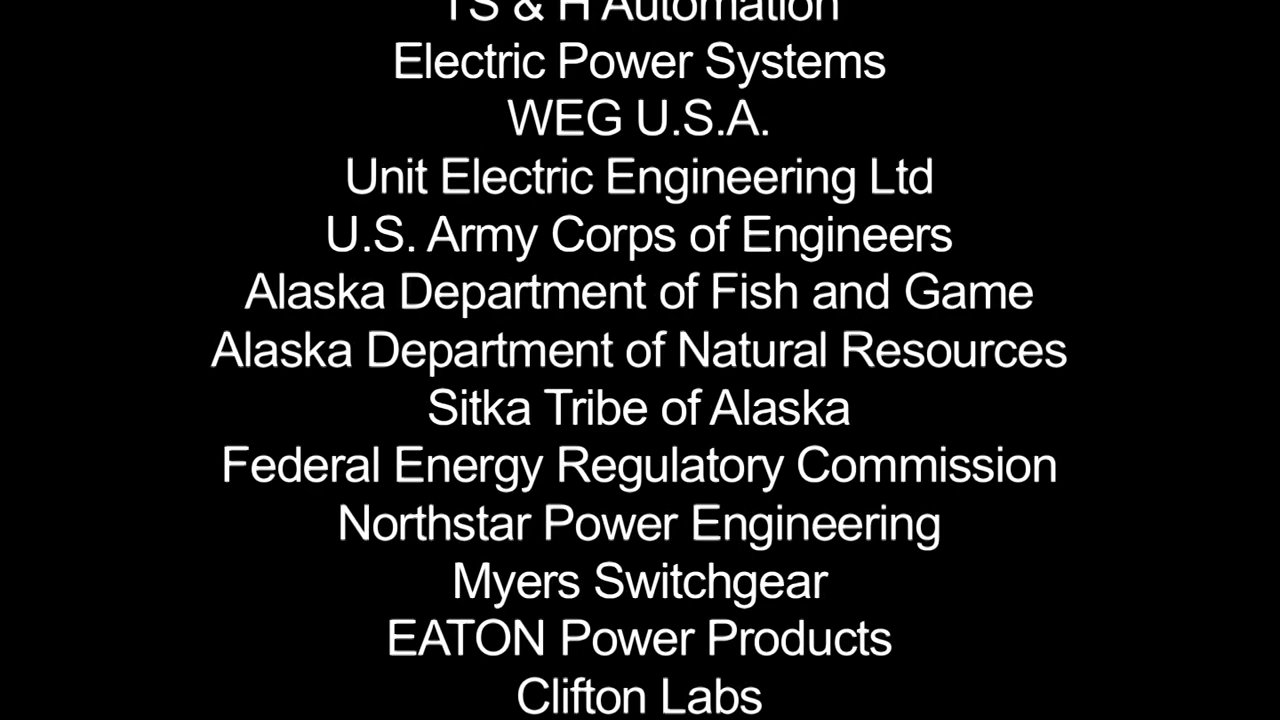 TS & H Automation
Electric Power Systems
WEG U.S.A.
Unit Electric Engineering Ltd
U.S. Army Corps of Engineers
Alaska Department of Fish and Game
Alaska Department of Natural Resources
Sitka Tribe of Alaska
Federal Energy Regulatory Commission
Northstar Power Engineering
Myers Switchgear
EATON Power Products
Clifton Labs